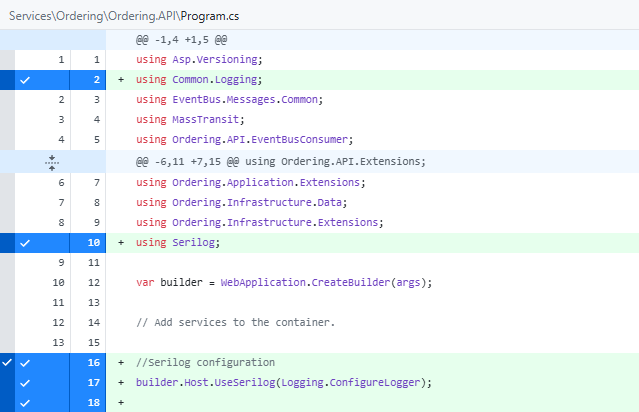 Services\Ordering\Ordering.API\Program.cs
@@ -1,4 +1,5 @@
1 1 using Asp.Versioning;
2 + using Common.Logging;
2 3 using EventBus.Messages.Common;
3 4 using MassTransit;
4 5 using Ordering.API.EventBusConsumer;
@@ -6,11 +7,15 @@ using Ordering.API.Extensions;
6 7 using Ordering.Application.Extensions;
7 8 using Ordering.Infrastructure.Data;
8 9 using Ordering.Infrastructure.Extensions;
10 + using Serilog;
9 11
10 12 var builder = WebApplication.CreateBuilder(args);
11 13
12 14 // Add services to the container.
13 15
16 + //Serilog configuration
17 + builder.Host.UseSerilog(Logging.ConfigureLogger);
18 +